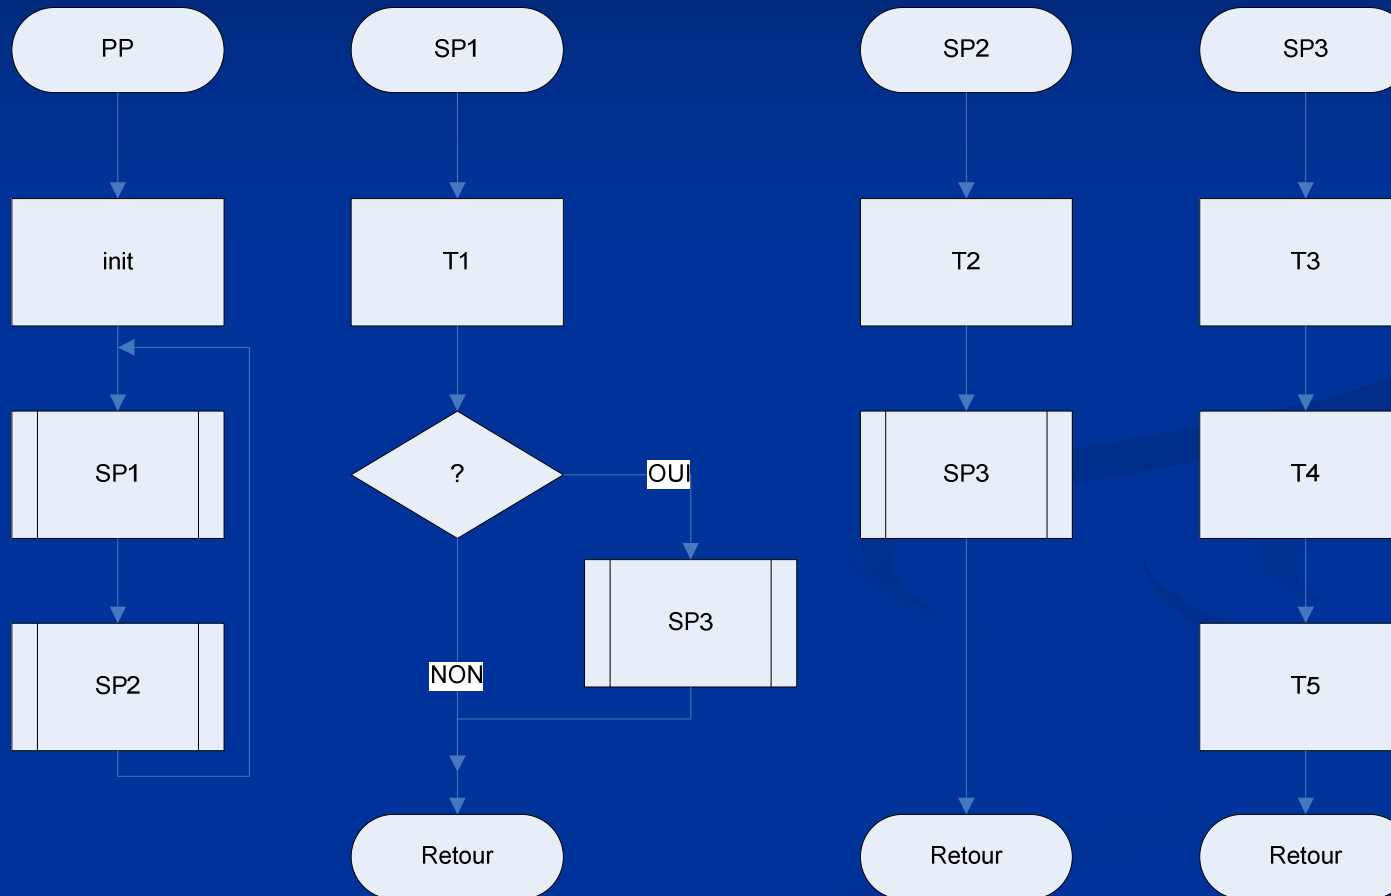 PP
init
SP1
SP2
SP1
T1
?
OUI
SP3
NON
Retour
SP2
T2
SP3
Retour
SP3
T3
T4
T5
Retour